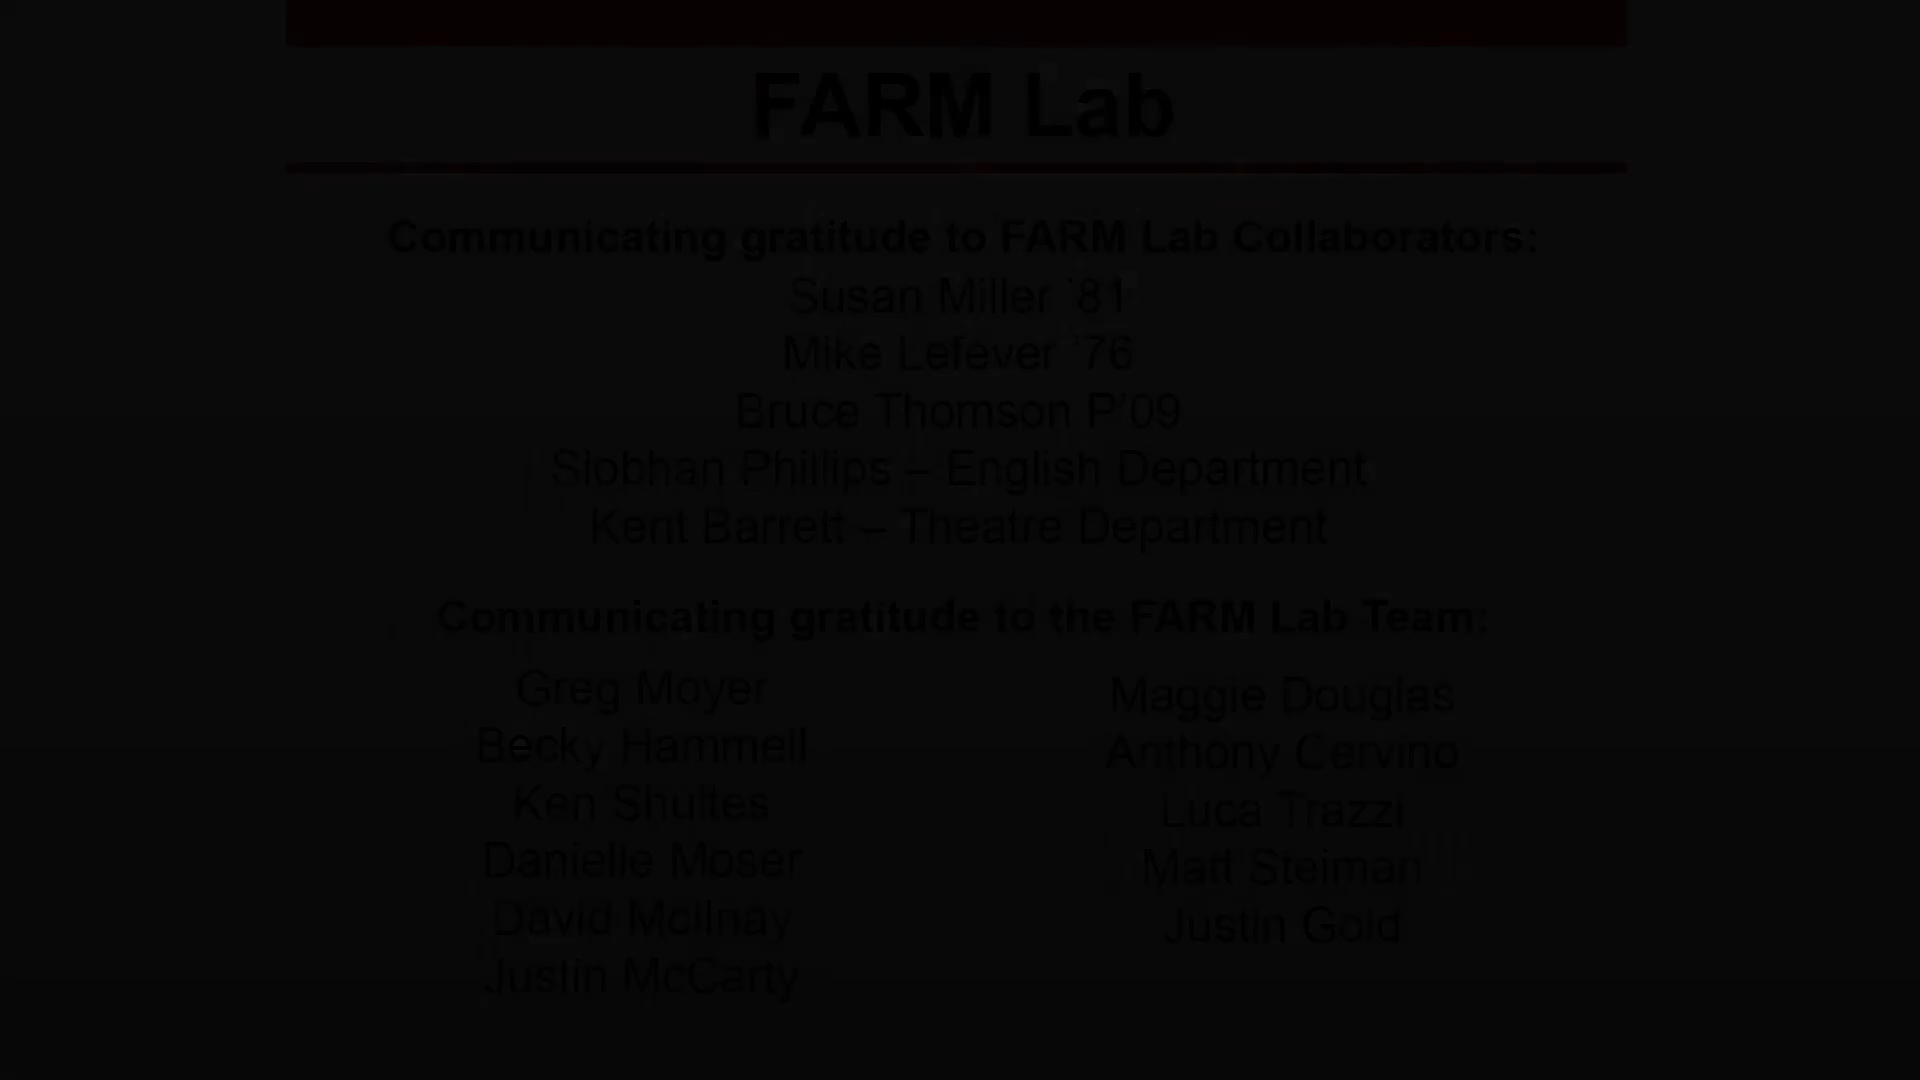 FARM Lab
Communicating gratitude to FARM Lab Collaborators:
Susan Miller '81
Mike Lefever '76
Bruce Thomson P'09
Siobhan Phillips – English Department
Kent Barrett – Theatre Department
Communicating gratitude to the FARM Lab Team:
Greg Moyer
Becky Hammell
Ken Shultes
Danielle Moser
David McIlnay
Justin McCarty
Maggie Douglas
Anthony Cervino
Luca Trazzi
Matt Steiman
Justin Gold